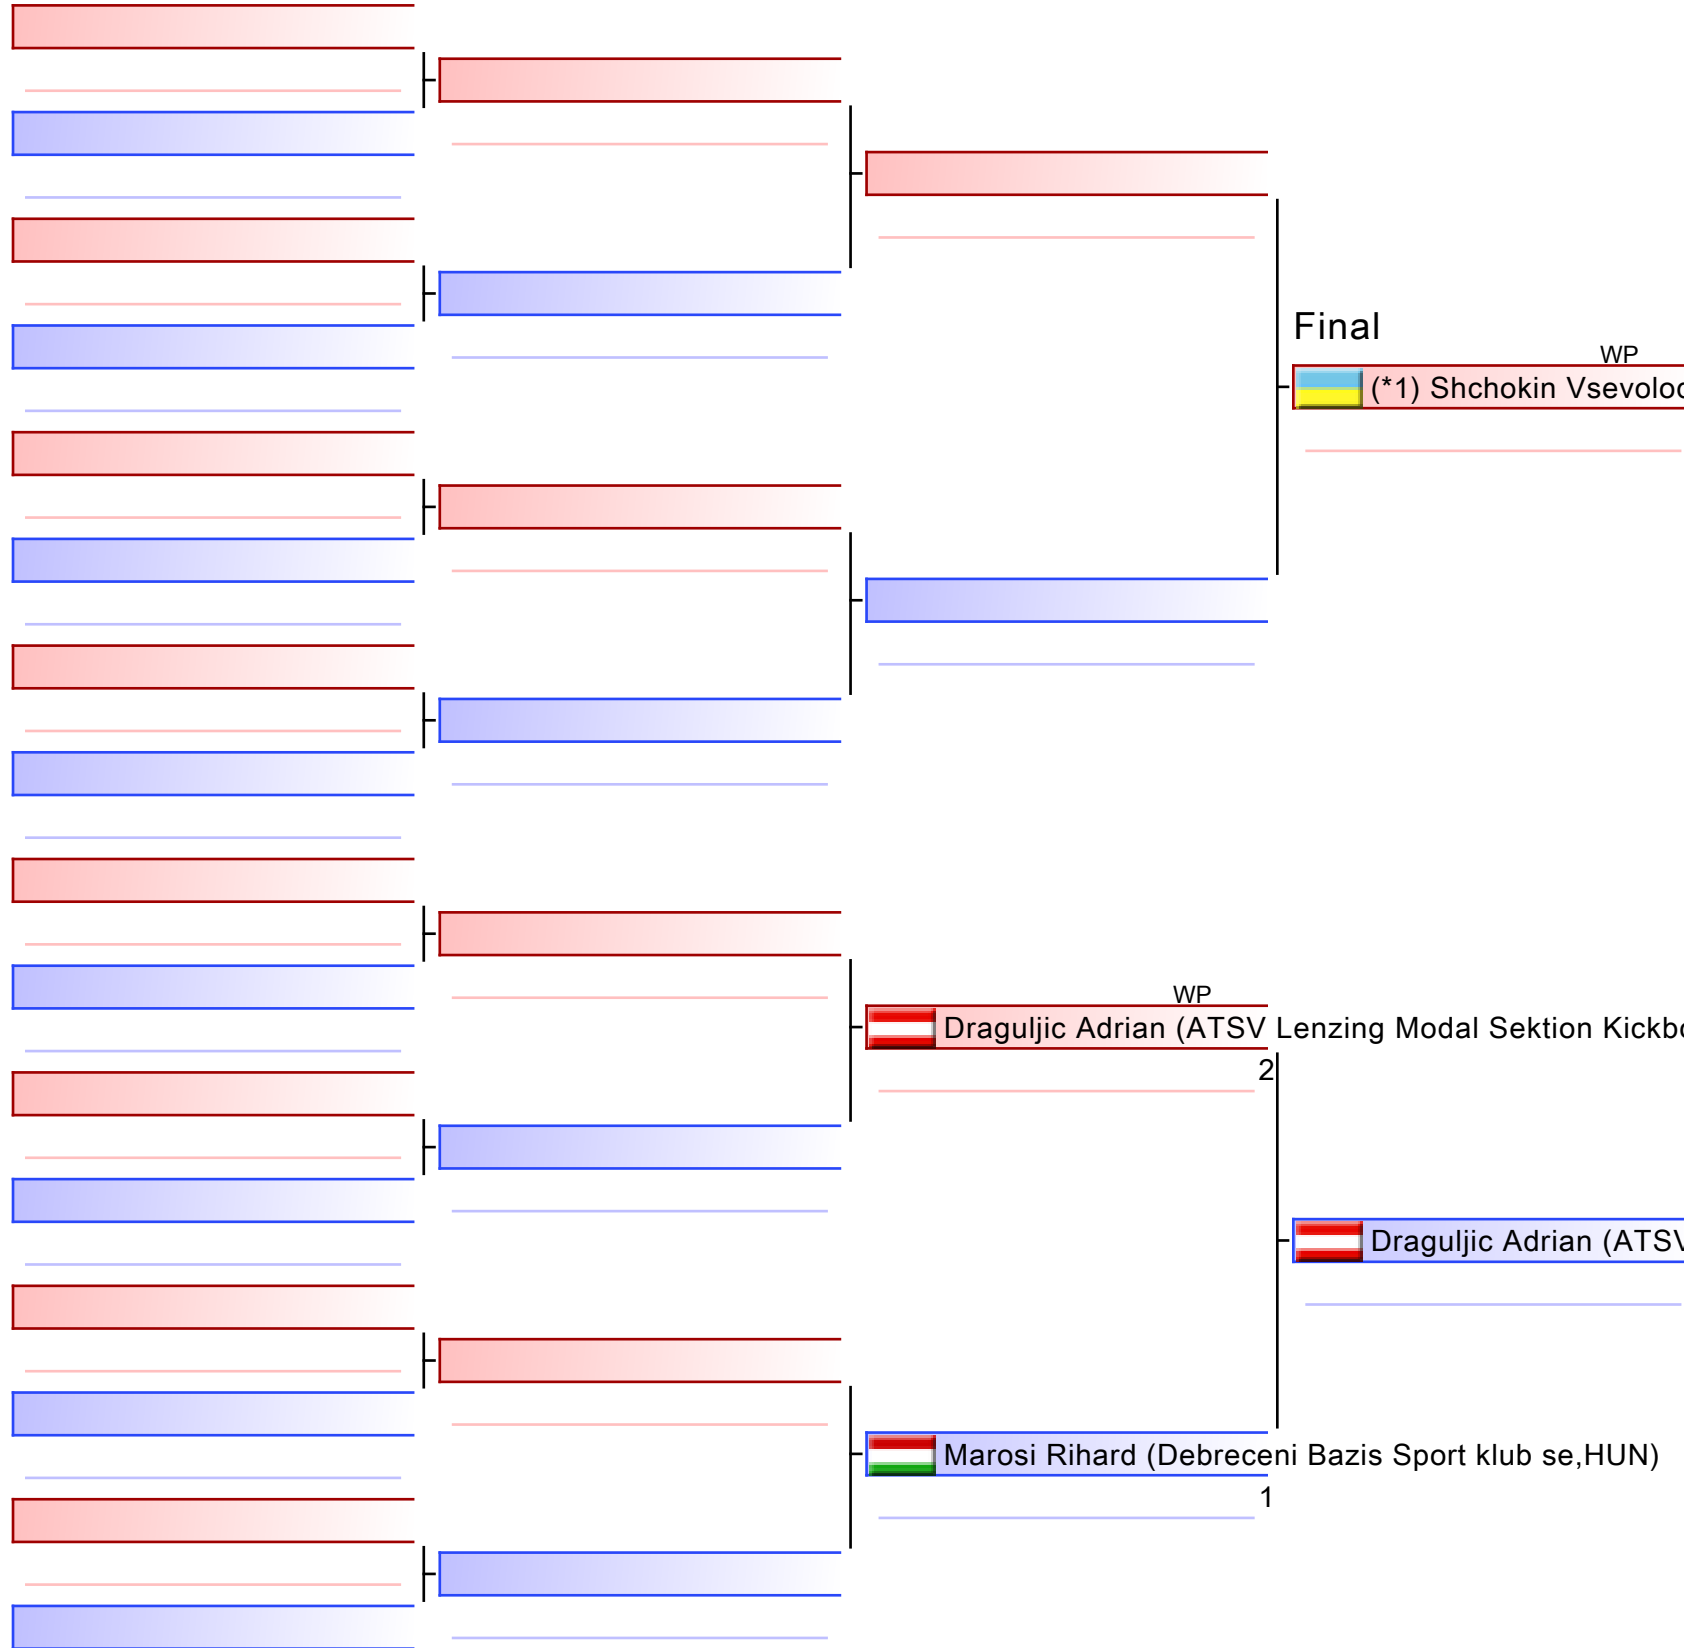 Final
WP
(*1) Shchokin Vsevolod
WP
Draguljic Adrian (ATSV Lenzing Modal Sektion Kickbo
2
Draguljic Adrian (ATSV
Marosi Rihard (Debreceni Bazis Sport klub se,HUN)
1